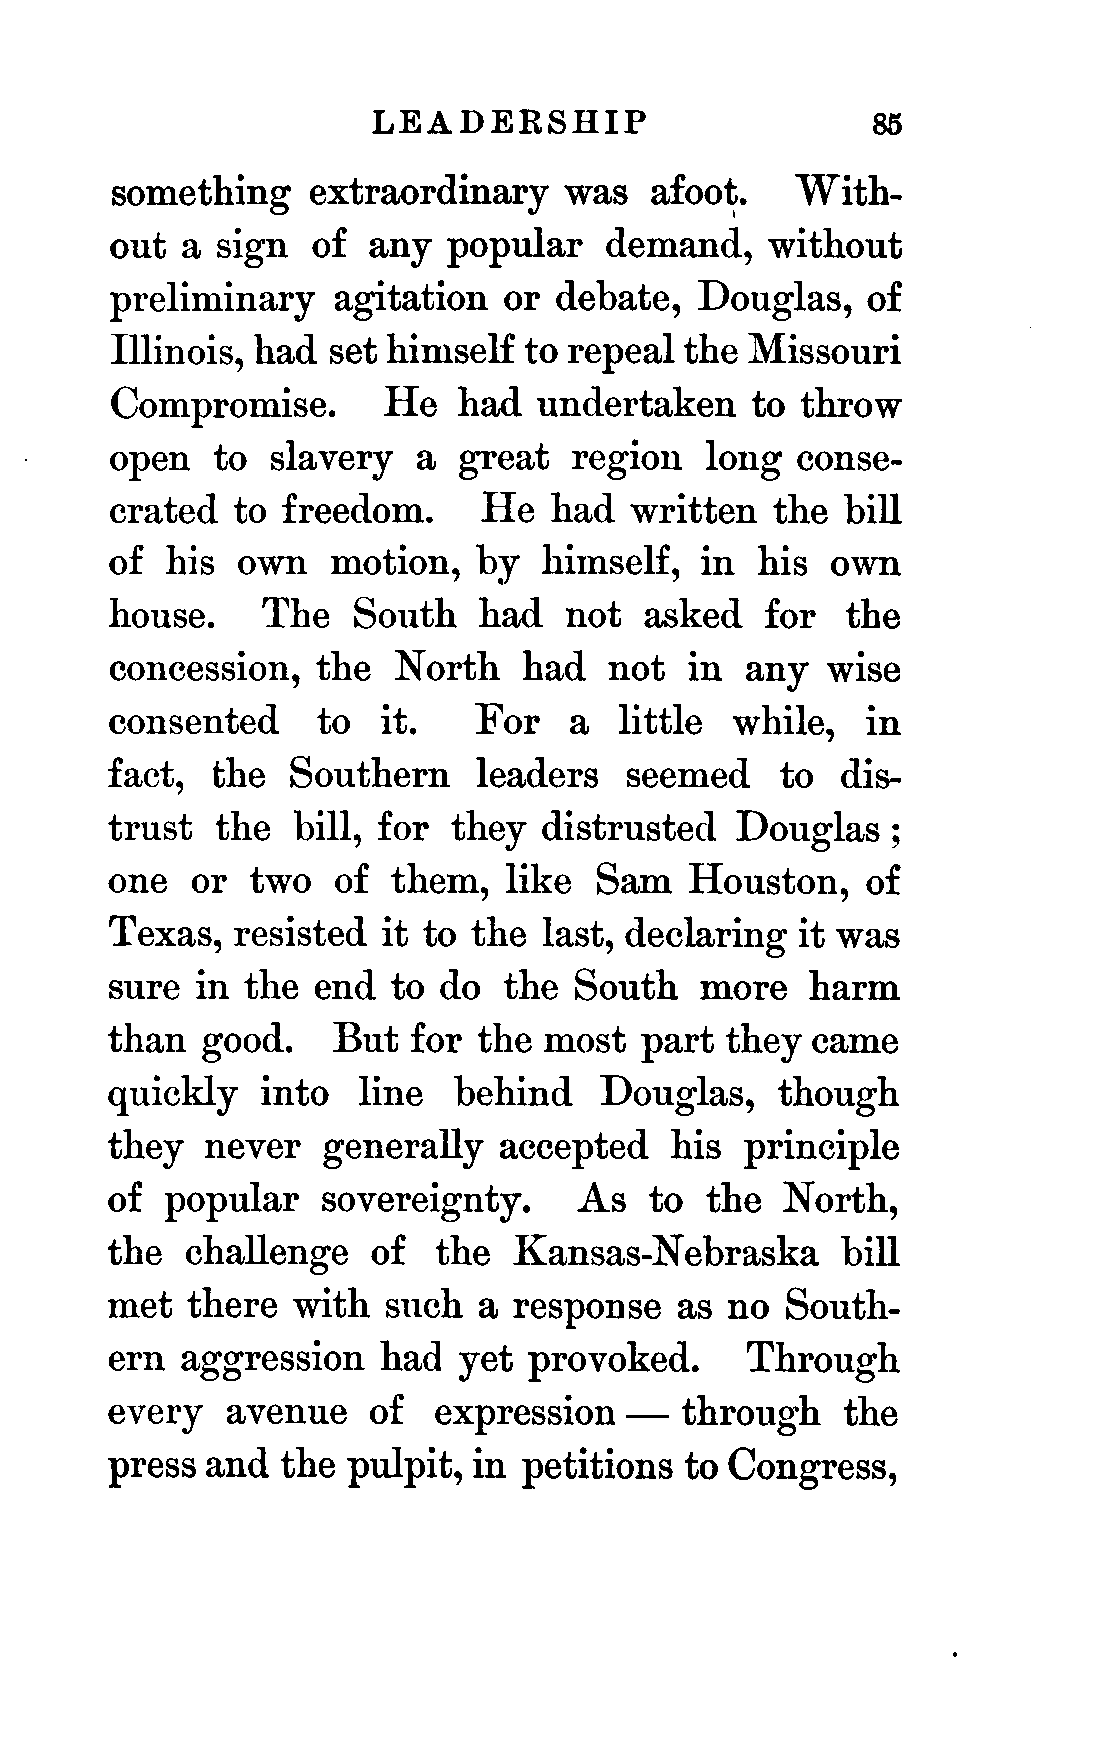 LEADERSHIP 85
something extraordinary was afoot. With-
out a sign of any popular demand, without
preliminary agitation or debate, Douglas, of
Illinois, had set himself to repeal the Missouri
Compromise. He had undertaken to throw
open to slavery a great region long conse-
crated to freedom. He had written the bill
of his own motion, by himself, in his own
house. The South had not asked for the
concession, the North had not in any wise
consented to it. For a little while, in
fact, the Southern leaders seemed to dis-
trust the bill, for they distrusted Douglas ;
one or two of them, like Sam Houston, of
Texas, resisted it to the last, declaring it was
sure in the end to do the South more harm
than good. But for the most part they came
quickly into line behind Douglas, though
they never generally accepted his principle
of popular sovereignty. As to the North,
the challenge of the Kansas-Nebraska bill
met there with such a response as no South-
ern aggression had yet provoked. Through
every avenue of expression — through the
press and the pulpit, in petitions to Congress,